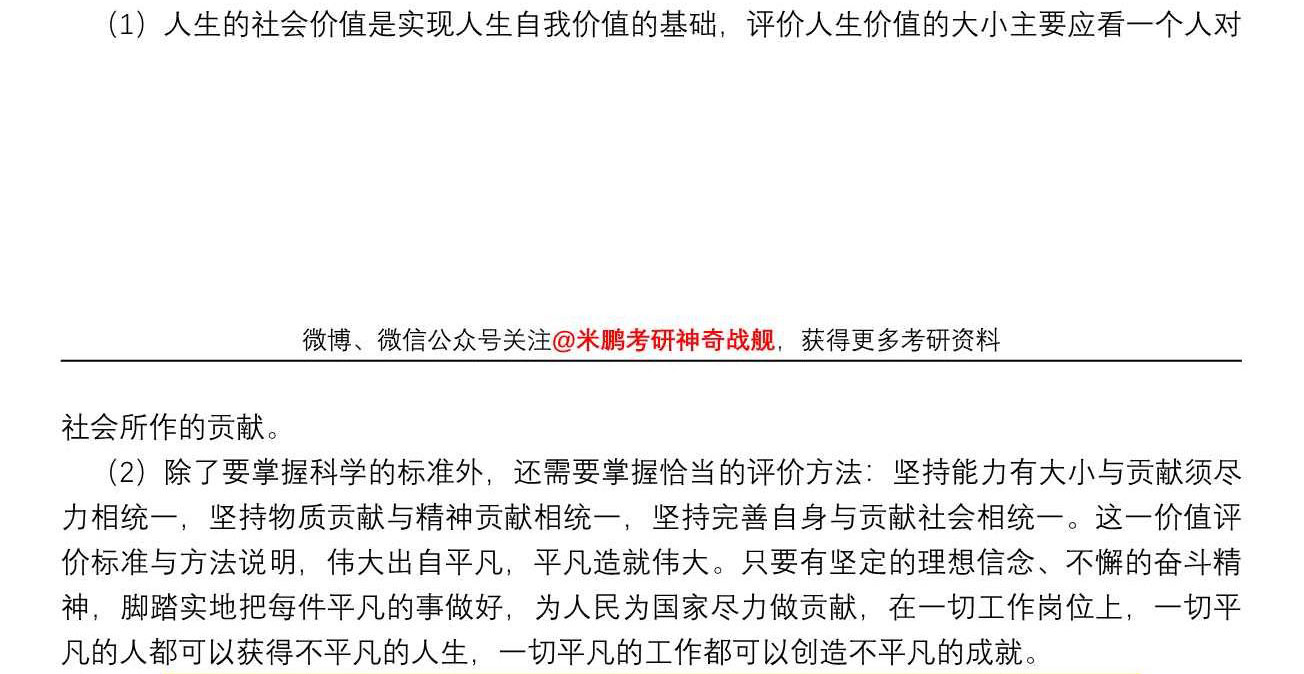 （1）人生的社会价值是实现人生自我价值的基础，评价人生价值的大小主要应看一个人对
微博、微信公众号关注@米鹏考研神奇战舰，获得更多考研资料
社会所作的贡献。
（2）除了要掌握科学的标准外，还需要掌握恰当的评价方法：坚持能力有大小与贡献须尽
力相统一，坚持物质贡献与精神贡献相统一，坚持完善自身与贡献社会相统一。这一价值评
价标准与方法说明，伟大出自平凡，平凡造就伟大。只要有坚定的理想信念、不懈的奋斗精
神，脚踏实地把每件平凡的事做好，为人民为国家尽力做贡献，在一切工作岗位上，一切平
凡的人都可以获得不平凡的人生，一切平凡的工作都可以创造不平凡的成就。